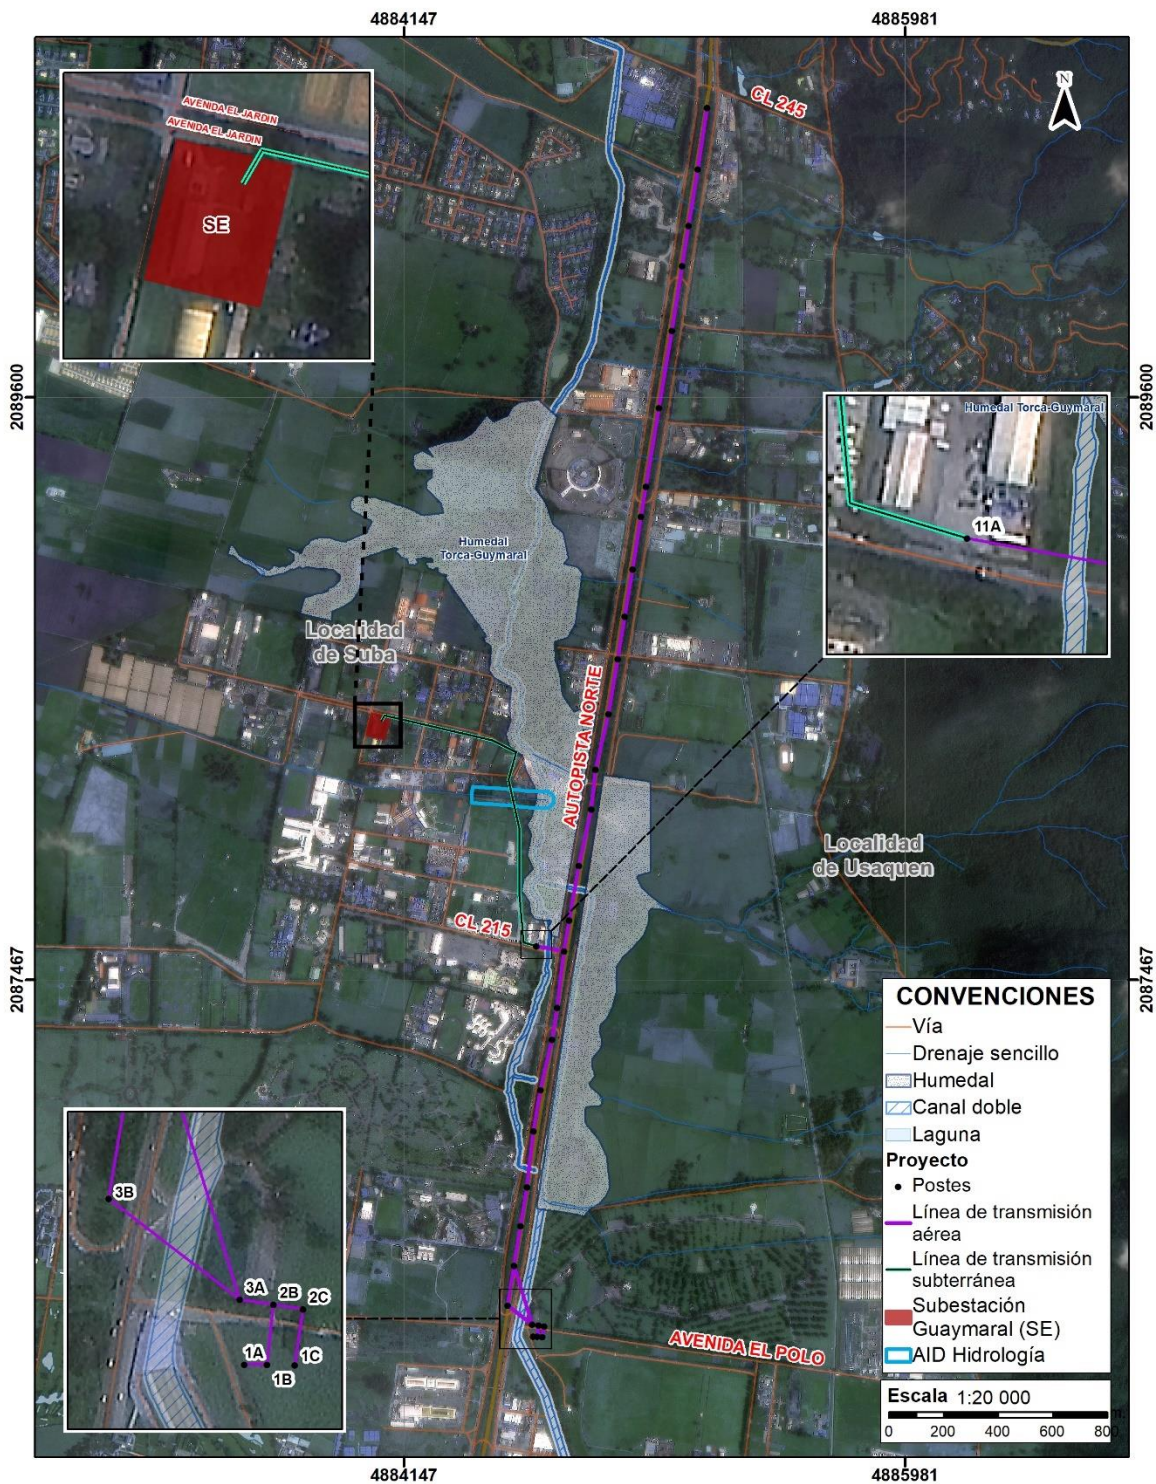 4884147
4885981
N
CL 245
AVENIDA EL JARDIN
AVENIDA EL JARDIN
SE
2089600
2089600
Humedal Torca-Guymaral
11A
Humedal
Torca-Guymaral
Localidad
de Suba
AUTOPISTA NORTE
Localidad
de Usaquen
CL 215
2087467
2087467
CONVENCIONES
Vía
Drenaje sencillo
Humedal
Canal doble
Laguna
Proyecto
Postes
Línea de transmisión
aérea
Línea de transmisión
subterránea
Subestación
Guaymaral (SE)
AID Hidrología
Escala 1:20 000
m.
0 200 400 600 800
3B
3A
2B
2C
1A
1B
1C
AVENIDA EL POLO
4884147
4885981